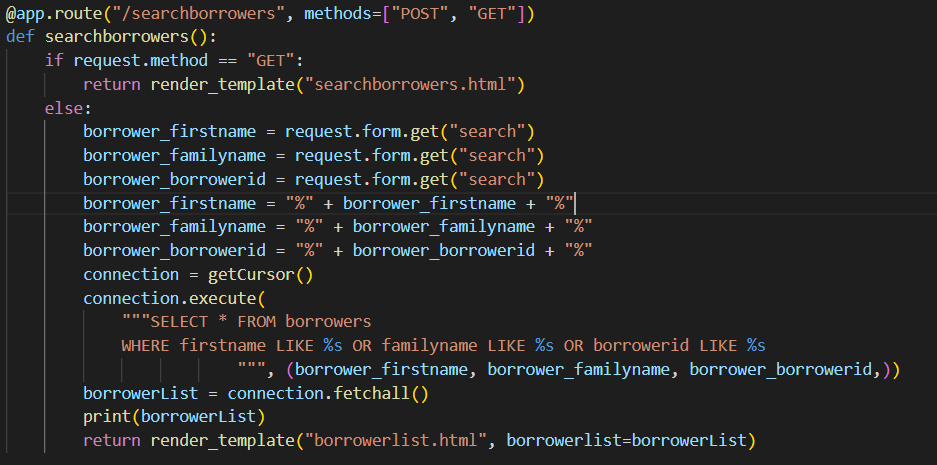 @app.route("/searchborrowers", methods=["POST", "GET"])
def searchborrowers():
    if request.method == "GET":
        return render_template("searchborrowers.html")
    else:
        borrower_firstname = request.form.get("search")
        borrower_familyname = request.form.get("search")
        borrower_borrowerid = request.form.get("search")
        borrower_firstname = "%" + borrower_firstname + "%"
        borrower_familyname = "%" + borrower_familyname + "%"
        borrower_borrowerid = "%" + borrower_borrowerid + "%"
        connection = getCursor()
        connection.execute(
            """SELECT * FROM borrowers
            WHERE firstname LIKE %s OR familyname LIKE %s OR borrowerid LIKE %s
                        """, (borrower_firstname, borrower_familyname, borrower_borrowerid,))
        borrowerList = connection.fetchall()
        print(borrowerList)
        return render_template("borrowerlist.html", borrowerlist=borrowerList)